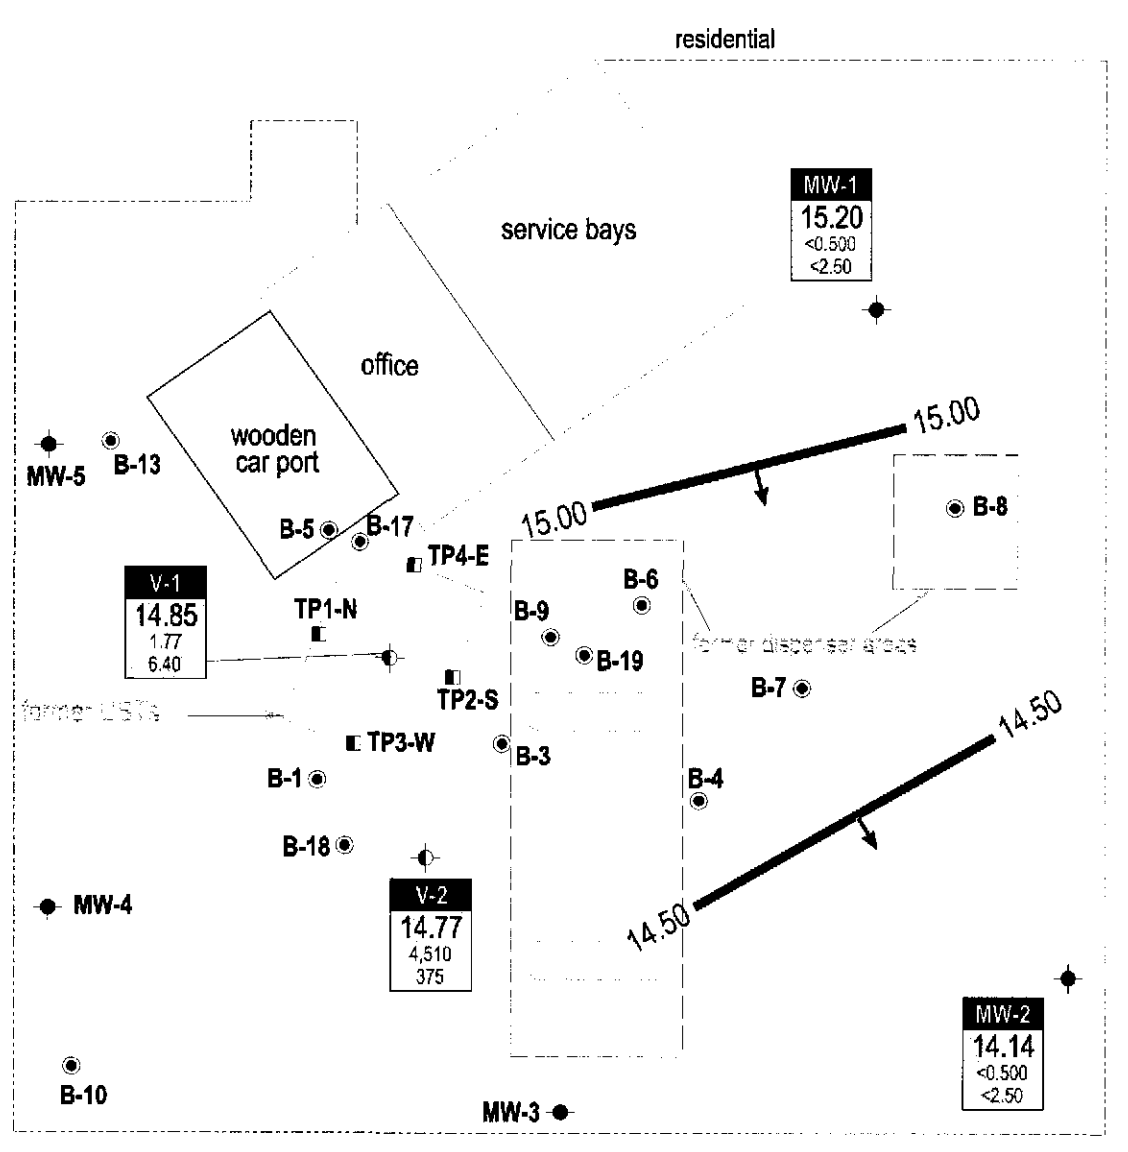 residential
MW-1
15.20
<0.500
<2.50
service bays
office
wooden
car port
15.00
15.00
MW-5
B-13
B-8
B-5
B-17
TP4-E
V-1
14.85
1.77
6.40
TP1-N
B-6
B-9
former dispenser areas
B-19
B-7
TP2-S
former USTs
TP3-W
B-3
14.50
B-1
B-4
B-18
V-2
14.77
4,510
375
MW-4
14.50
MW-2
14.14
<0.500
<2.50
B-10
MW-3